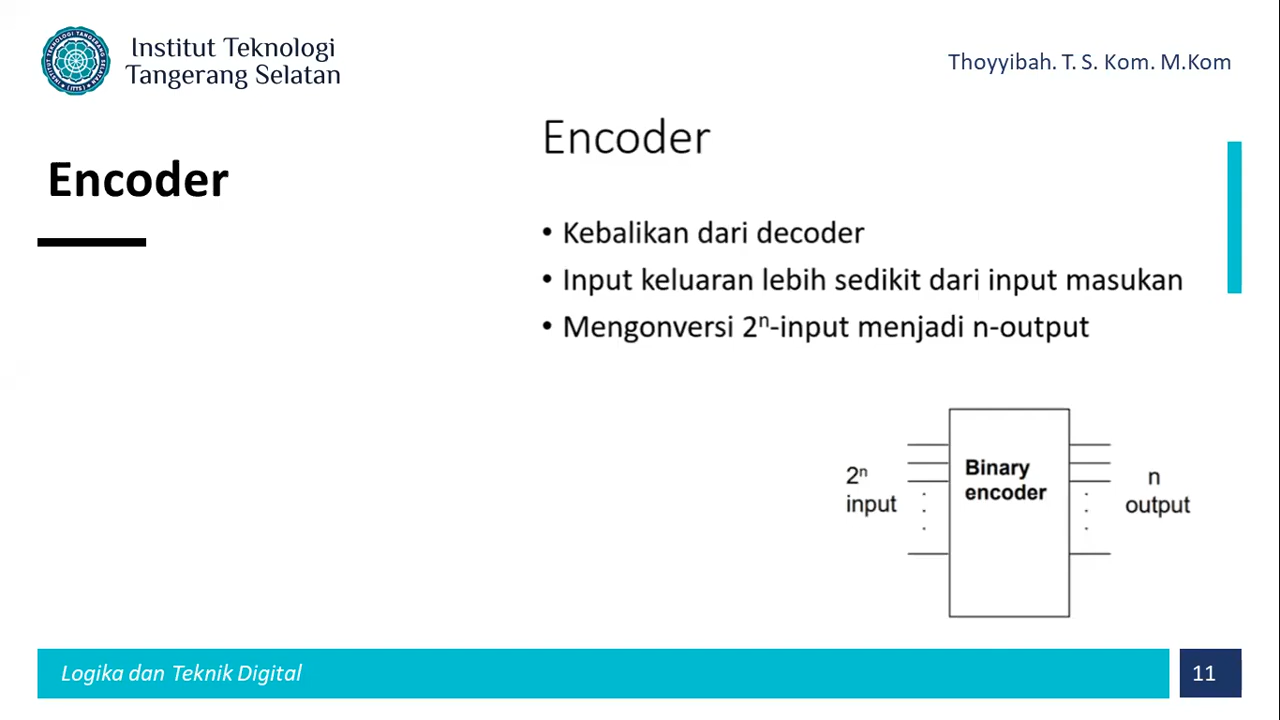 Institut Teknologi
Tangerang Selatan
Thoyyibah. T. S. Kom. M.Kom
Encoder
Encoder
• Kebalikan dari decoder
• Input keluaran lebih sedikit dari input masukan
• Mengonversi 2ⁿ-input menjadi n-output
2ⁿ
input
Binary
encoder
n
output
Logika dan Teknik Digital
11